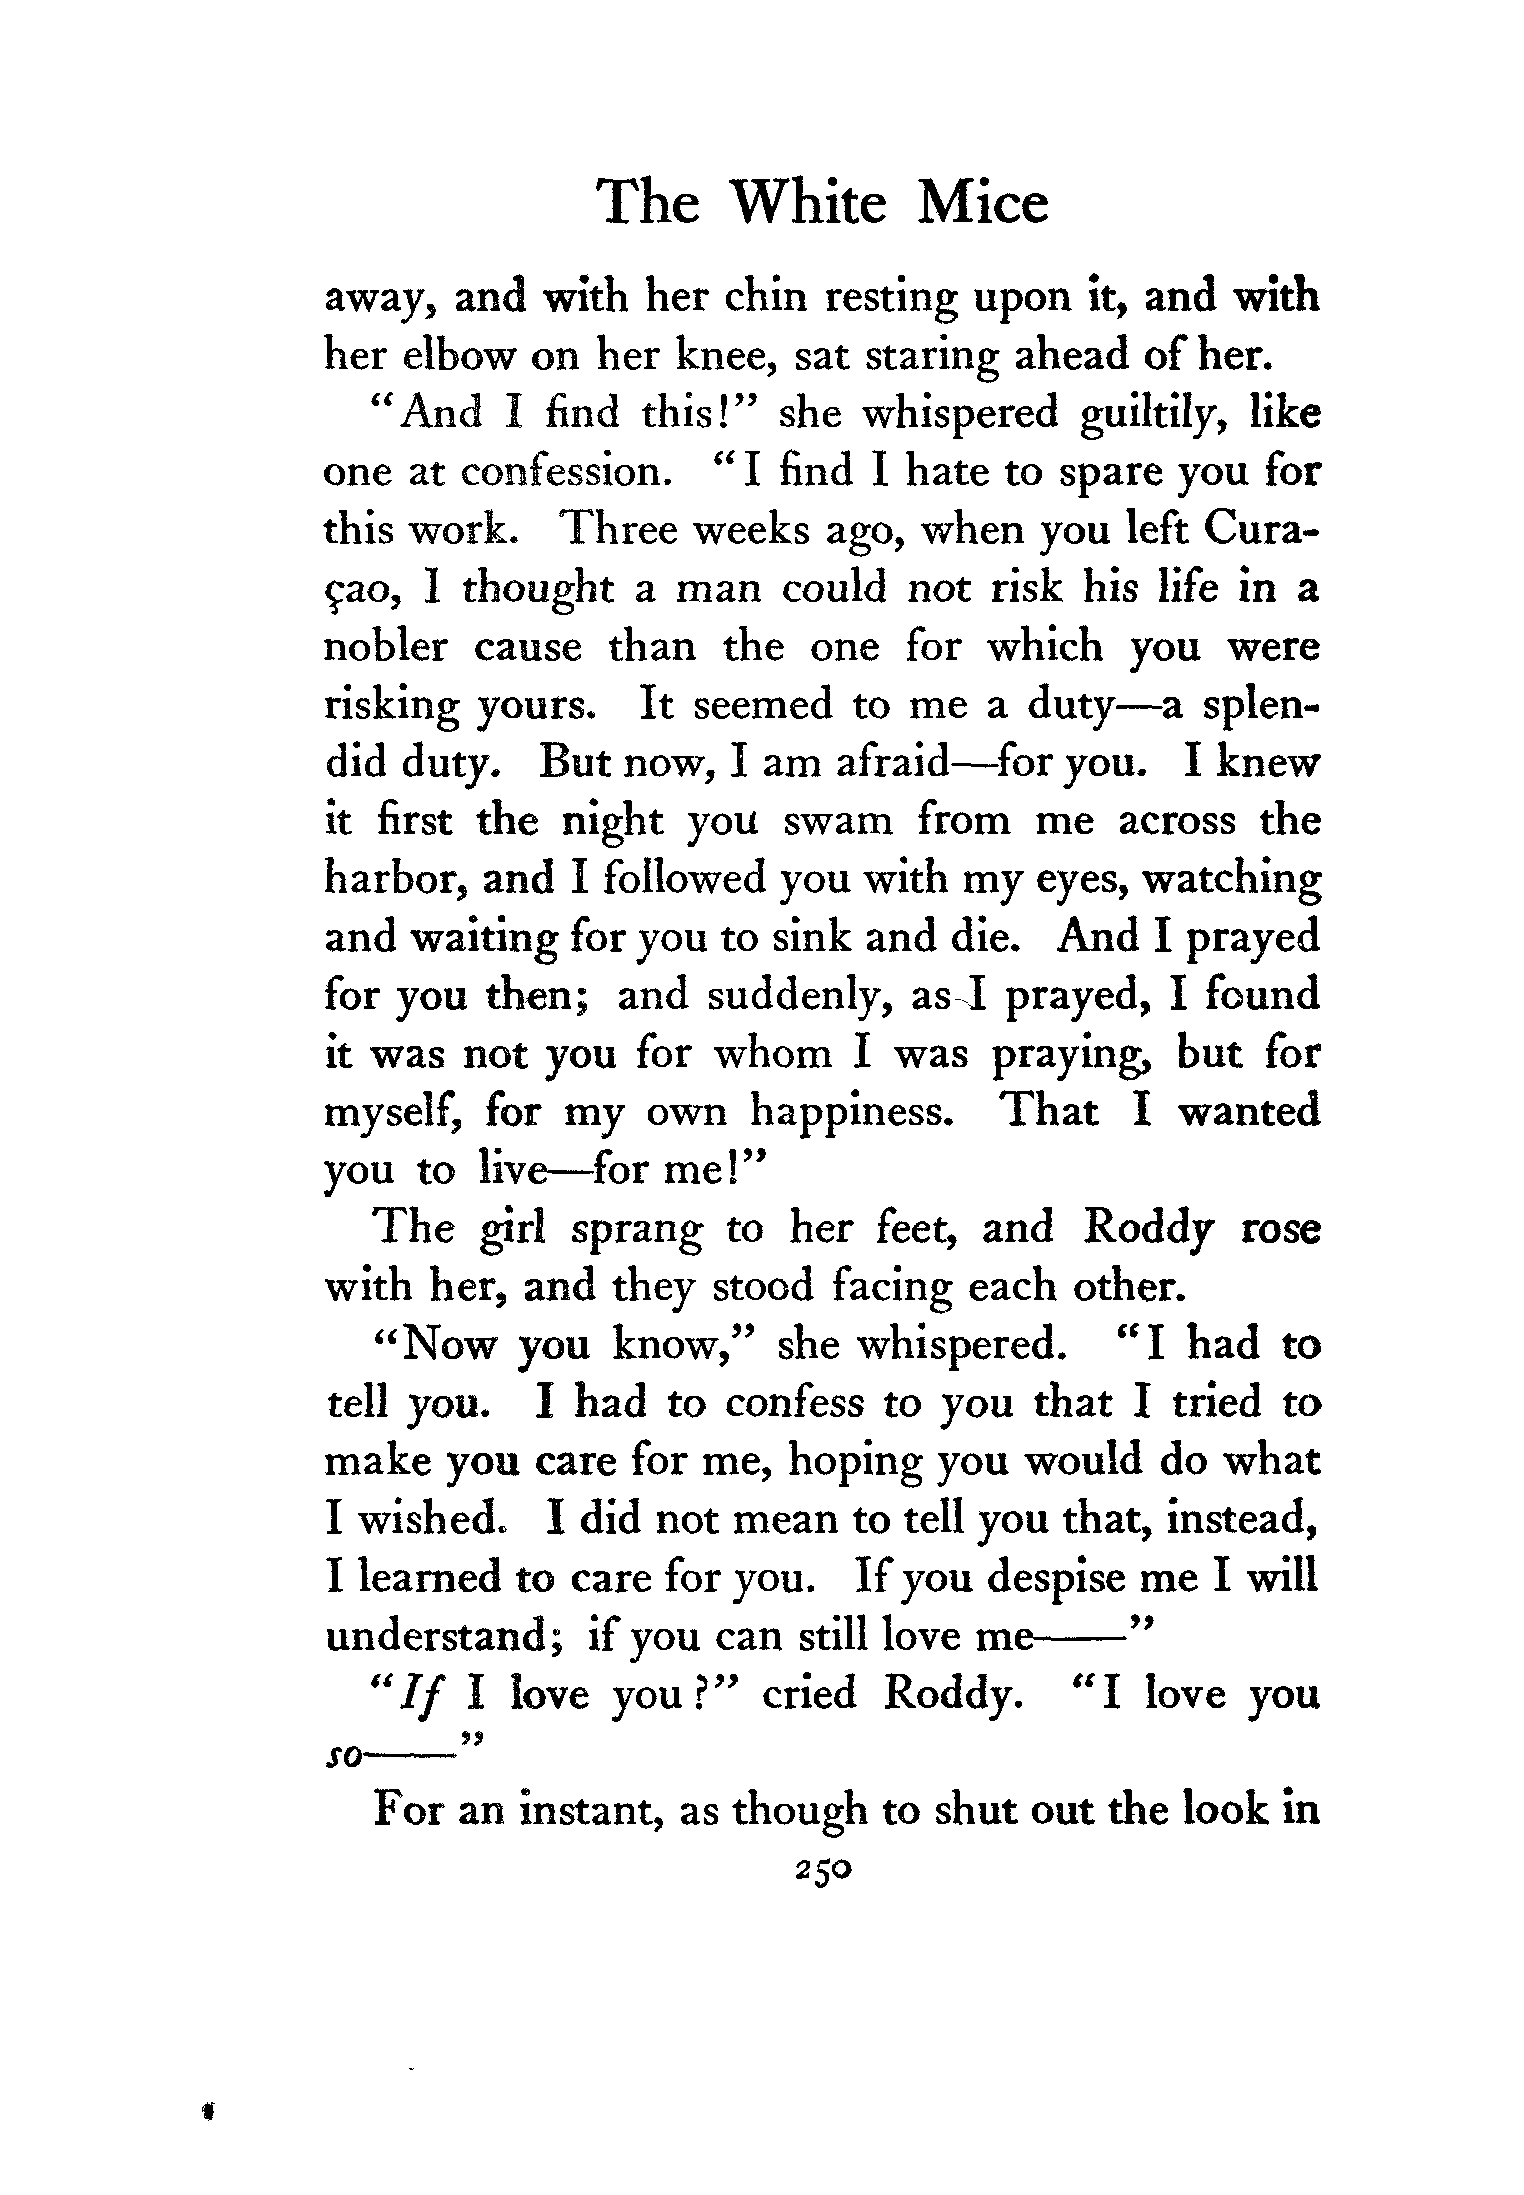 The White Mice
away, and with her chin resting upon it, and with
her elbow on her knee, sat staring ahead of her.
“And I find this!” she whispered guiltily, like
one at confession. “I find I hate to spare you for
this work. Three weeks ago, when you left Cura-
çao, I thought a man could not risk his life in a
nobler cause than the one for which you were
risking yours. It seemed to me a duty—a splen-
did duty. But now, I am afraid—for you. I knew
it first the night you swam from me across the
harbor, and I followed you with my eyes, watching
and waiting for you to sink and die. And I prayed
for you then; and suddenly, as I prayed, I found
it was not you for whom I was praying, but for
myself, for my own happiness. That I wanted
you to live—for me!”
The girl sprang to her feet, and Roddy rose
with her, and they stood facing each other.
“Now you know,” she whispered. “I had to
tell you. I had to confess to you that I tried to
make you care for me, hoping you would do what
I wished. I did not mean to tell you that, instead,
I learned to care for you. If you despise me I will
understand; if you can still love me——”
“If I love you?” cried Roddy. “I love you
so——”
For an instant, as though to shut out the look in
250